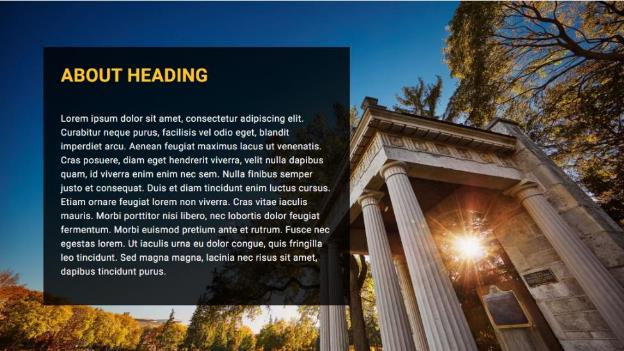 ABOUT HEADING
Lorem ipsum dolor sit amet, consectetur adipiscing elit.
Curabitur neque purus, facilisis vel odio eget, blandit
imperdiet arcu. Aenean feugiat maximus lacus ut venenatis.
Cras posuere, diam eget hendrerit viverra, velit nulla dapibus
quam, id viverra enim enim nec sem. Nulla finibus semper
justo et consequat. Duis et diam tincidunt enim luctus cursus.
Etiam ornare feugiat lorem non viverra. Cras vitae iaculis
mauris. Morbi porttitor nisi libero, nec lobortis dolor feugiat
fermentum. Morbi euismod pretium ante et rutrum. Fusce nec
egestas lorem. Ut iaculis urna eu dolor congue, quis fringilla
leo tincidunt. Sed magna magna, lacinia nec risus sit amet,
dapibus tincidunt purus.